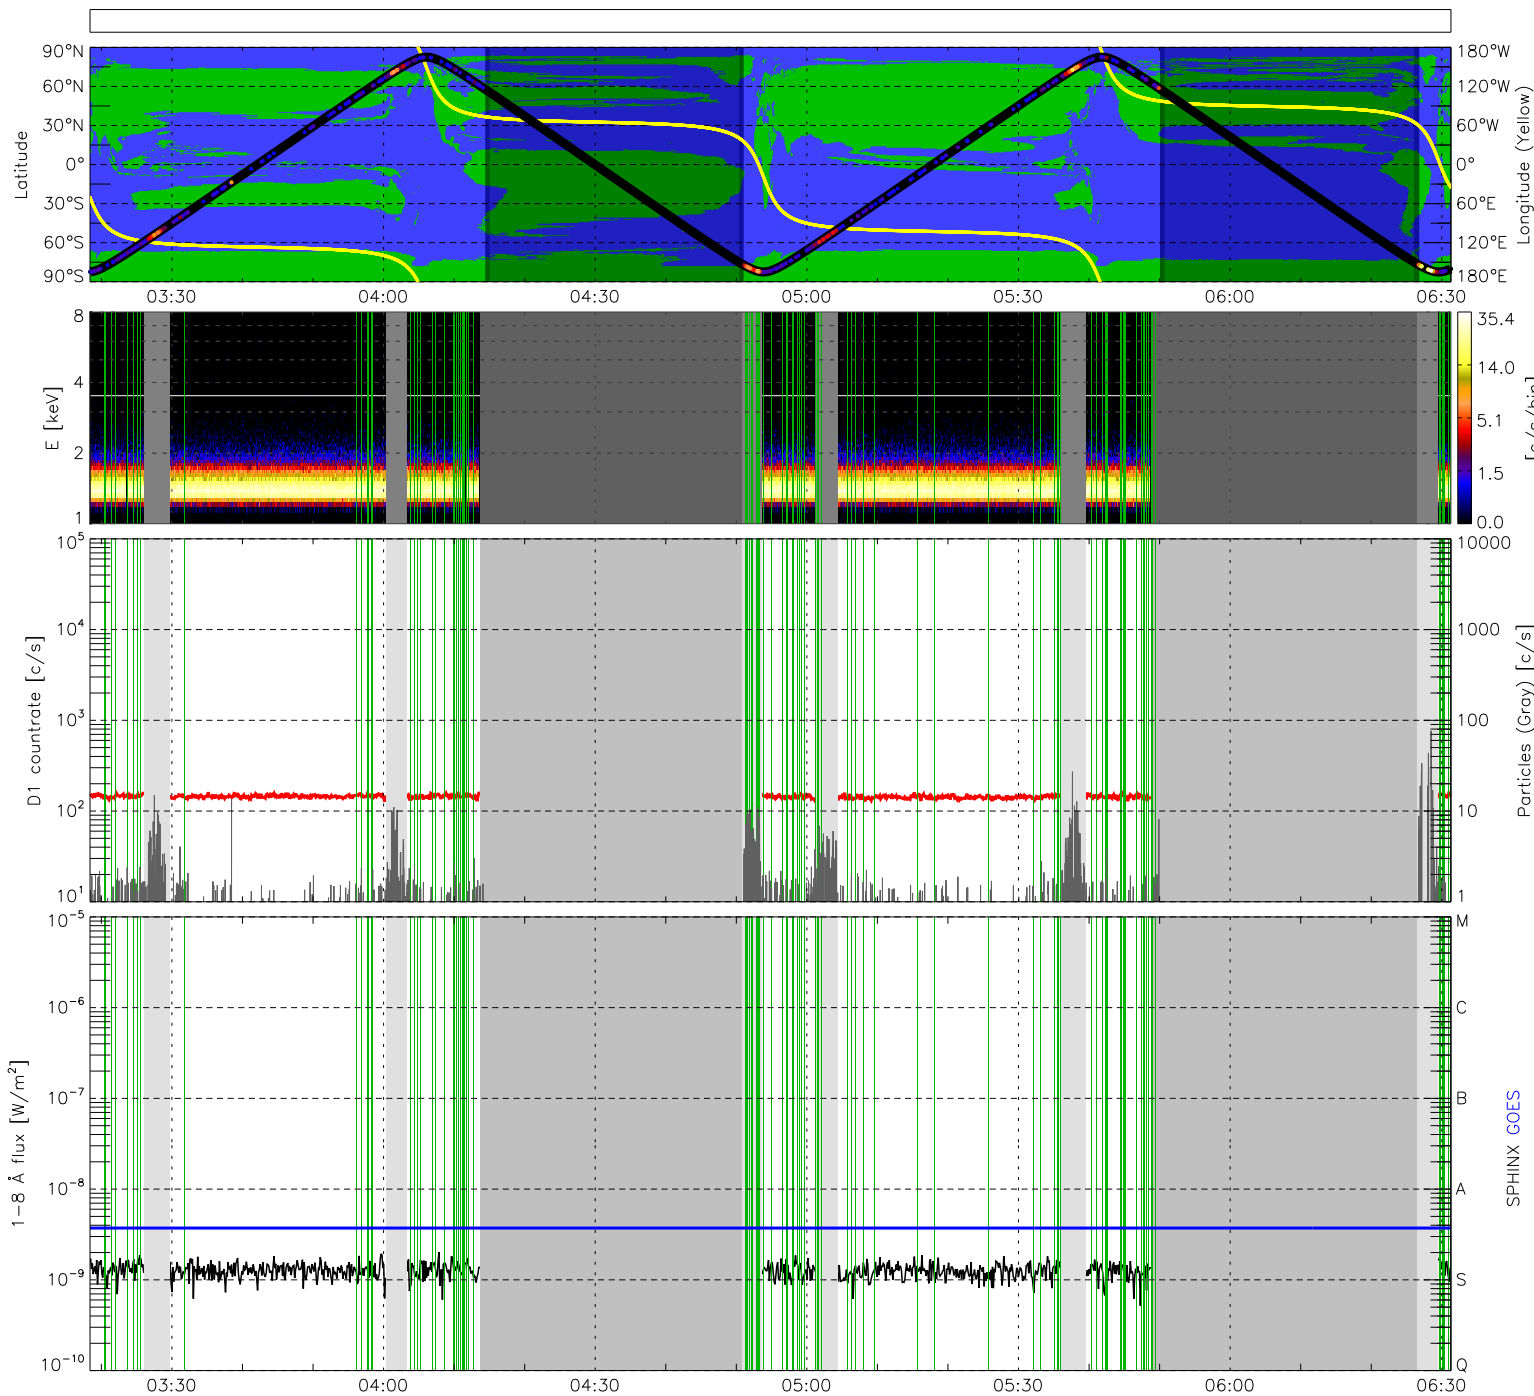 90°N
60°N
30°N
0°
30°S
60°S
90°S
Latitude
180°W
120°W
60°W
0°
60°E
120°E
180°E
Longitude (Yellow)
03:30
04:00
04:30
05:00
05:30
06:00
06:30
8
4
2
1
E [keV]
35.4
14.0
5.1
1.5
0.0
[c/s/bin]
10⁵
10⁴
10³
10²
10¹
D1 countrate [c/s]
10000
1000
100
10
1
Particles (Gray) [c/s]
10⁻⁵
10⁻⁶
10⁻⁷
10⁻⁸
10⁻⁹
10⁻¹⁰
1−8 Å flux [W/m²]
M
C
B
A
S
Q
SPHINX GOES
03:30
04:00
04:30
05:00
05:30
06:00
06:30